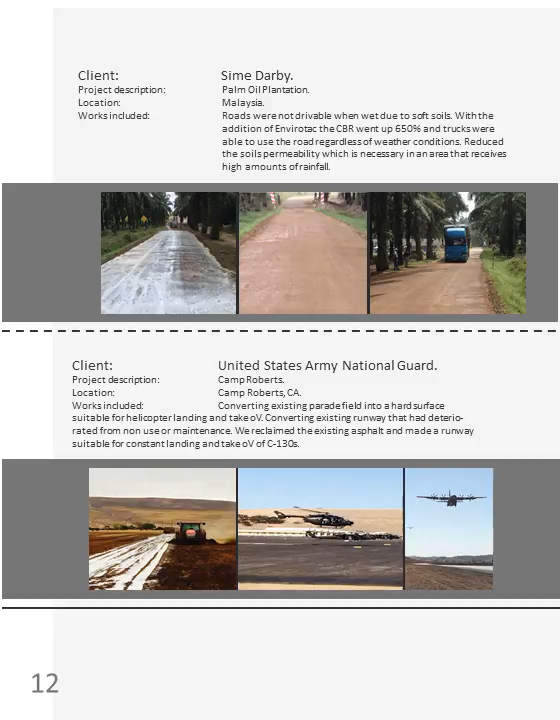 Client: Sime Darby.
Project description: Palm Oil Plantation.
Location: Malaysia.
Works included: Roads were not drivable when wet due to soft soils. With the
addition of Envirotac the CBR went up 650% and trucks were
able to use the road regardless of weather conditions. Reduced
the soils permeability which is necessary in an area that receives
high amounts of rainfall.
Client: United States Army National Guard.
Project description: Camp Roberts.
Location: Camp Roberts, CA.
Works included: Converting existing parade field into a hard surface
suitable for helicopter landing and take oV. Converting existing runway that had deterio-
rated from non use or maintenance. We reclaimed the existing asphalt and made a runway
suitable for constant landing and take oV of C-130s.
12